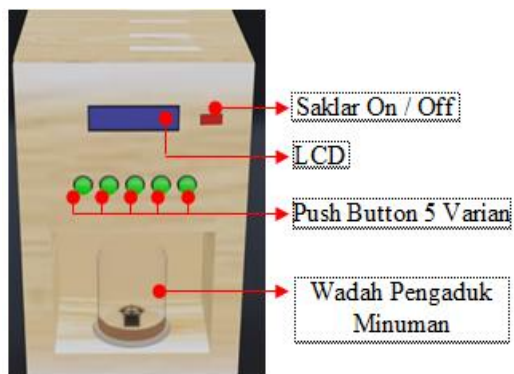 Saklar On / Off
LCD
Push Button 5 Varian
Wadah Pengaduk
Minuman